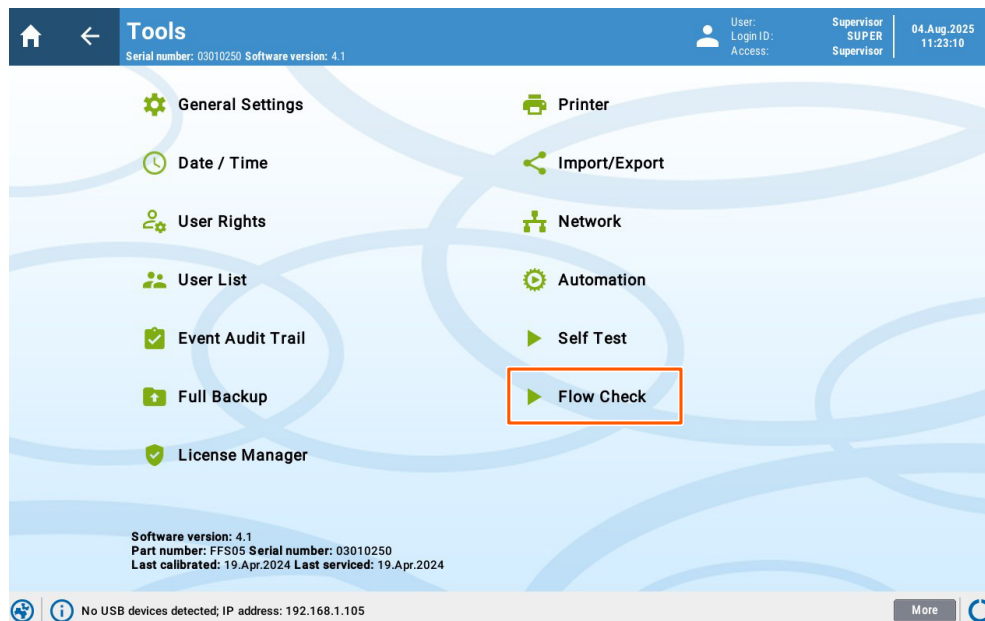 Tools
Serial number: 03010250 Software version: 4.1
User: Supervisor
Login ID: SUPER
Access: Supervisor
04.Aug.2025
11:23:10
General Settings
Printer
Date / Time
Import/Export
User Rights
Network
User List
Automation
Event Audit Trail
Self Test
Full Backup
Flow Check
License Manager
Software version: 4.1
Part number: FFS05 Serial number: 03010250
Last calibrated: 19.Apr.2024 Last serviced: 19.Apr.2024
No USB devices detected; IP address: 192.168.1.105
More